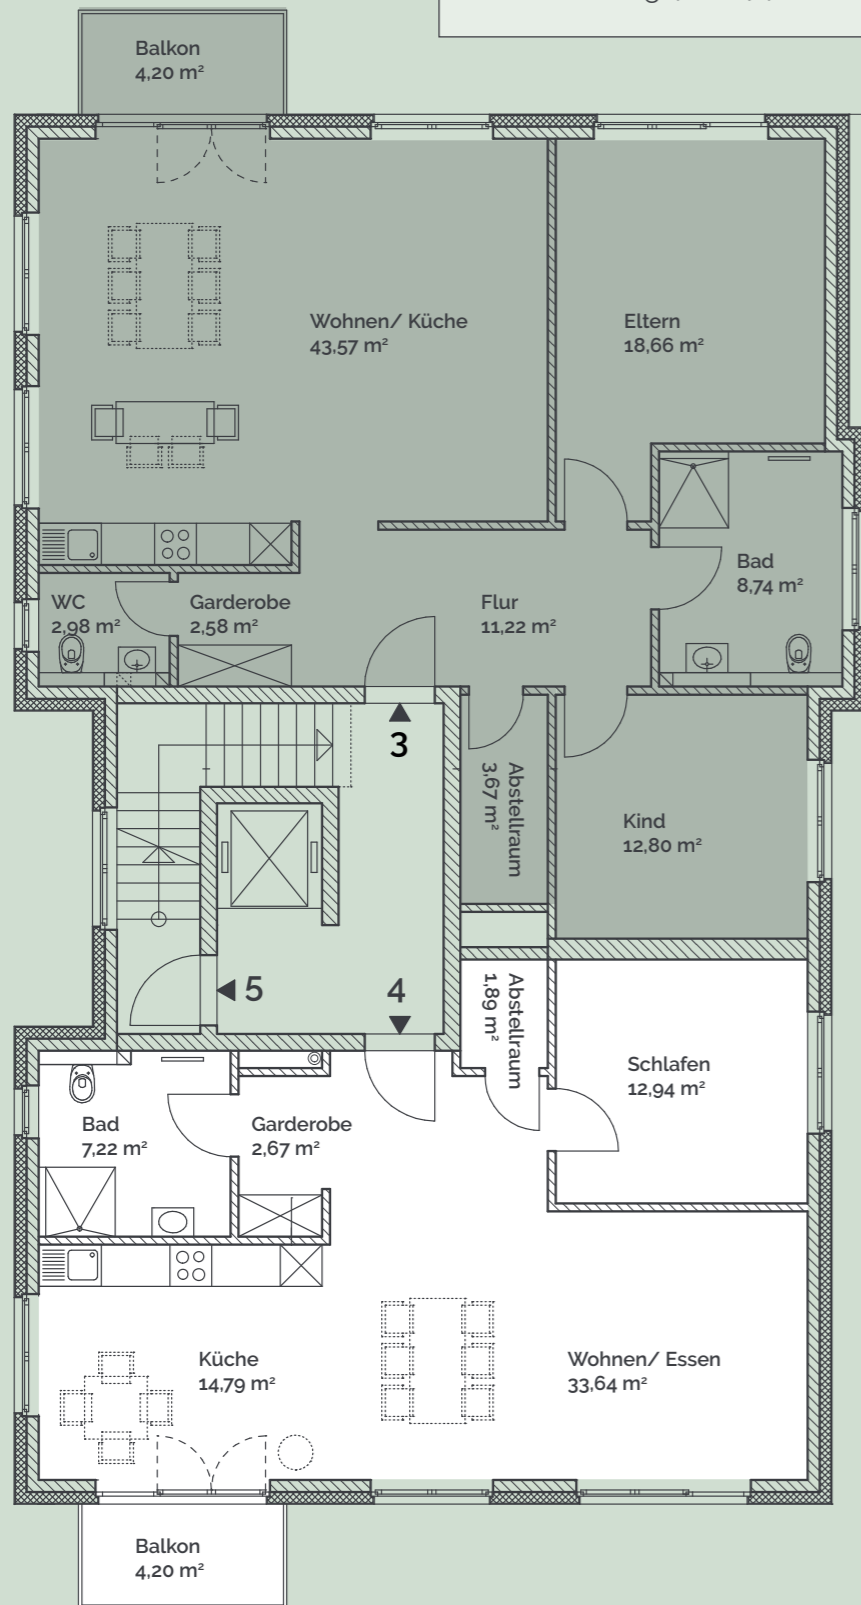 Balkon
4,20 m²
Wohnen/ Küche
43,57 m²
Eltern
18,66 m²
Bad
8,74 m²
WC
2,98 m²
Garderobe
2,58 m²
Flur
11,22 m²
3
Abstellraum
3,67 m²
Kind
12,80 m²
5
4
Abstellraum
1,89 m²
Schlafen
12,94 m²
Bad
7,22 m²
Garderobe
2,67 m²
Küche
14,79 m²
Wohnen/ Essen
33,64 m²
Balkon
4,20 m²